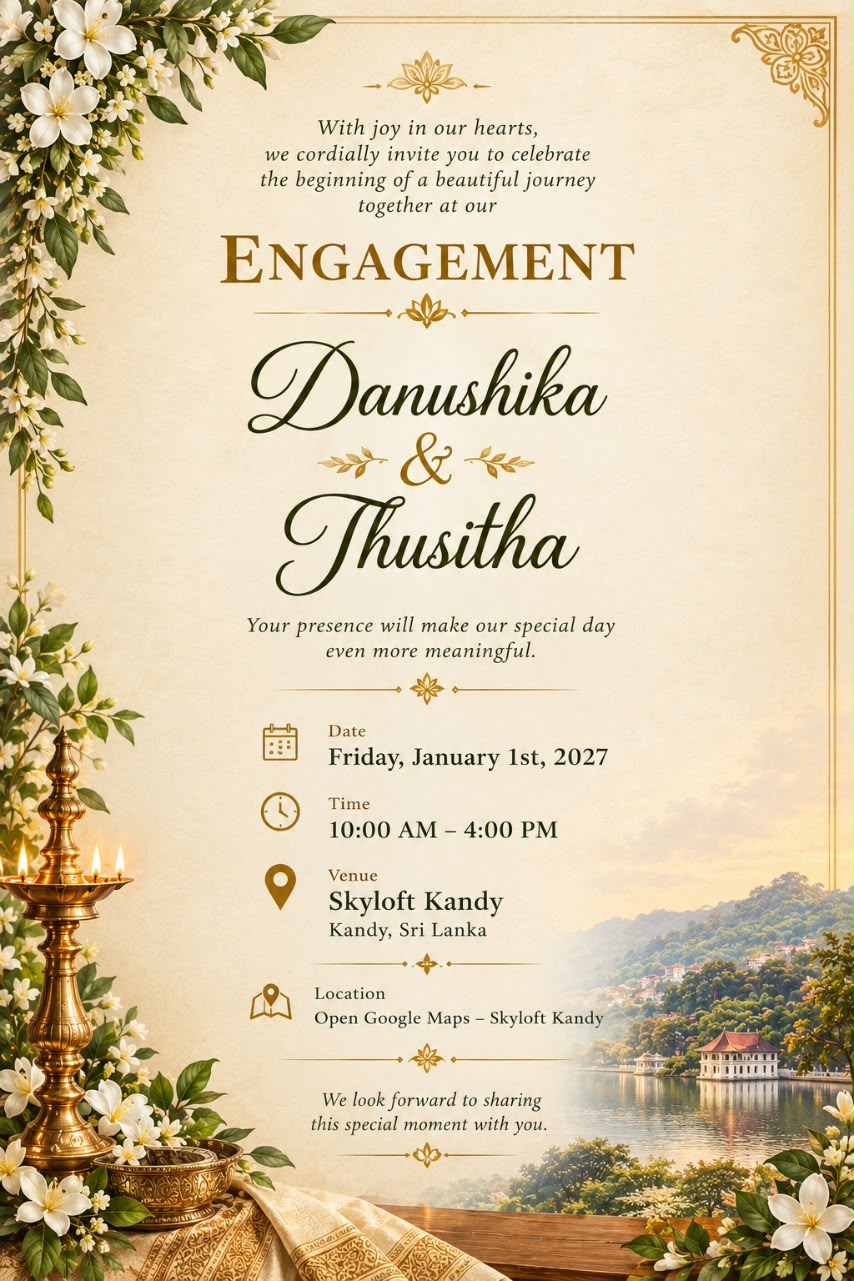 With joy in our hearts,
we cordially invite you to celebrate
the beginning of a beautiful journey
together at our
ENGAGEMENT
Danushika
&
Thusitha
Your presence will make our special day
even more meaningful.
Date
Friday, January 1st, 2027
Time
10:00 AM – 4:00 PM
Venue
Skyloft Kandy
Kandy, Sri Lanka
Location
Open Google Maps – Skyloft Kandy
We look forward to sharing
this special moment with you.